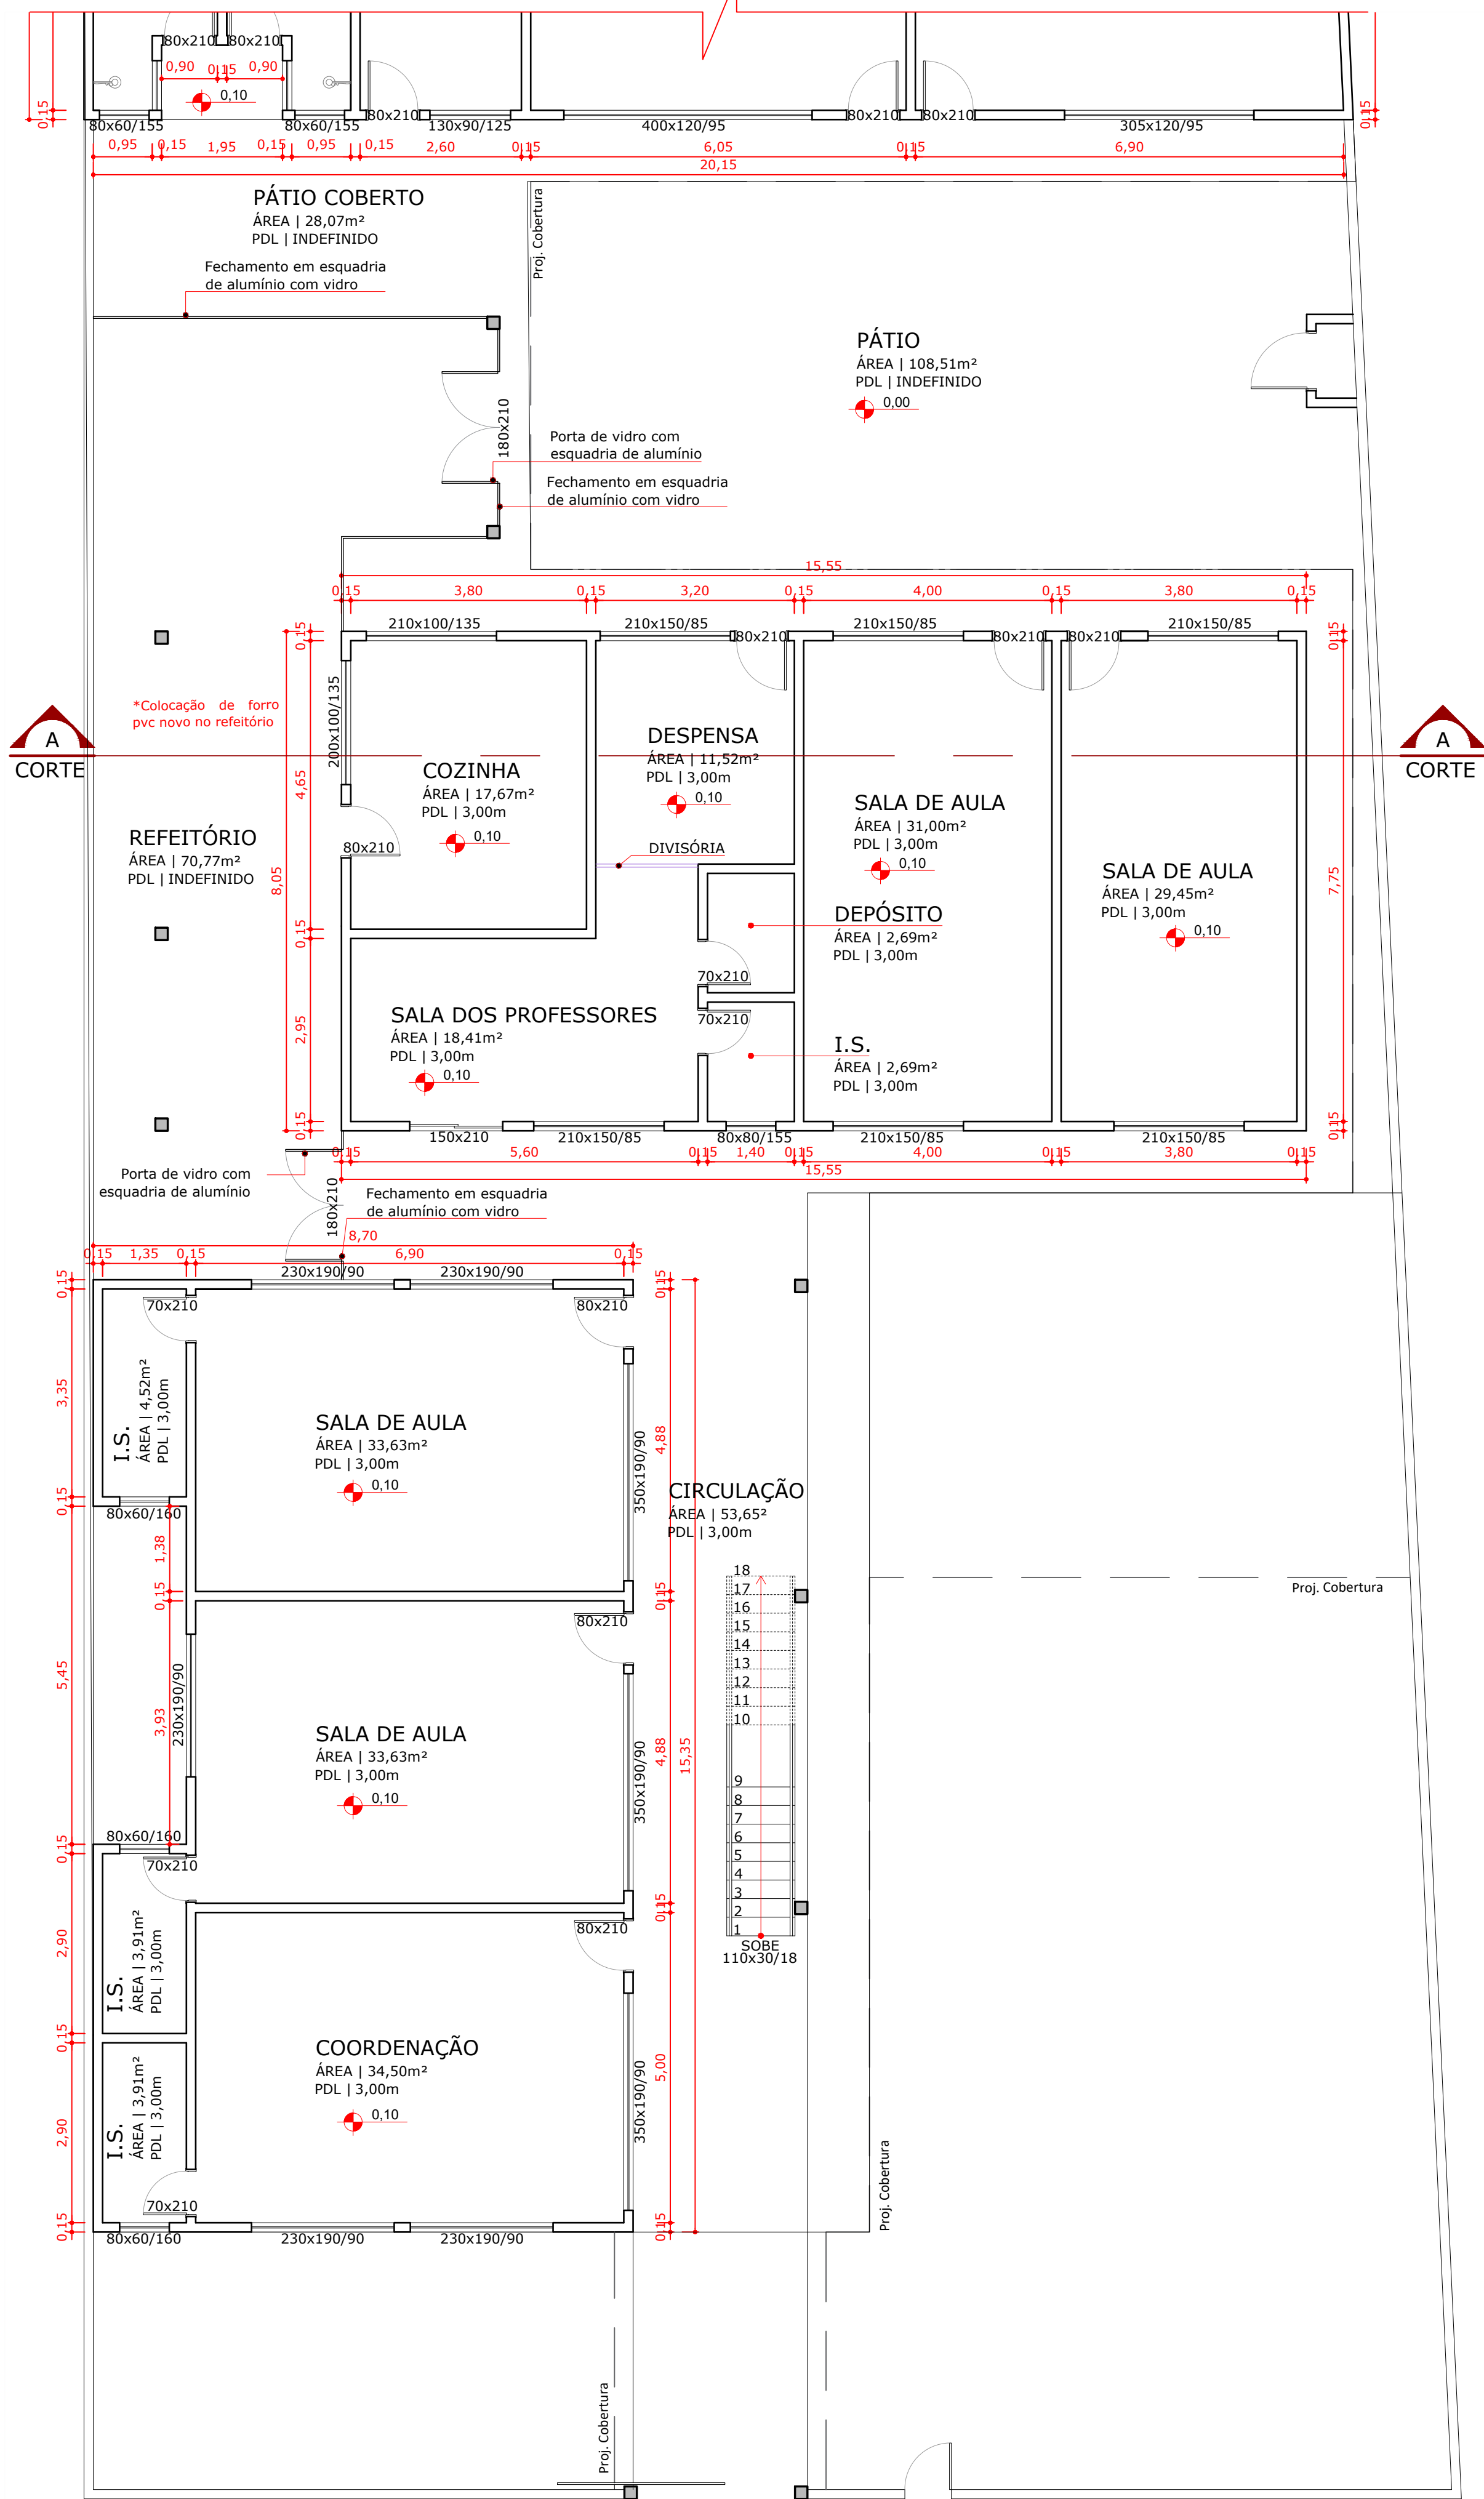 80x210
80x210
0,90
0,15
0,90
0,10
0,15
0,15
80x60/155
80x60/155
80x210
130x90/125
400x120/95
80x210
80x210
305x120/95
0,95
0,15
1,95
0,15
0,95
0,15
2,60
0,15
6,05
0,15
6,90
20,15
PÁTIO COBERTO
ÁREA | 28,07m²
PDL | INDEFINIDO
Proj. Cobertura
Fechamento em esquadria
de alumínio com vidro
PÁTIO
ÁREA | 108,51m²
PDL | INDEFINIDO
0,00
180x210
Porta de vidro com
esquadria de alumínio
Fechamento em esquadria
de alumínio com vidro
15,55
0,15
3,80
0,15
3,20
0,15
4,00
0,15
3,80
0,15
0,15
210x100/135
210x150/85
80x210
210x150/85
80x210
80x210
210x150/85
0,15
*Colocação de forro
pvc novo no refeitório
200x100/135
A
CORTE
A
CORTE
DESPENSA
ÁREA | 11,52m²
PDL | 3,00m
0,10
COZINHA
ÁREA | 17,67m²
PDL | 3,00m
0,10
4,65
SALA DE AULA
ÁREA | 31,00m²
PDL | 3,00m
0,10
REFEITÓRIO
ÁREA | 70,77m²
PDL | INDEFINIDO
80x210
DIVISÓRIA
8,05
SALA DE AULA
ÁREA | 29,45m²
PDL | 3,00m
0,10
7,75
0,15
DEPÓSITO
ÁREA | 2,69m²
PDL | 3,00m
70x210
SALA DOS PROFESSORES
ÁREA | 18,41m²
PDL | 3,00m
0,10
70x210
2,95
I.S.
ÁREA | 2,69m²
PDL | 3,00m
0,15
0,15
150x210
210x150/85
80x80/155
210x150/85
210x150/85
0,15
5,60
0,15
1,40
0,15
4,00
0,15
3,80
0,15
15,55
Porta de vidro com
esquadria de alumínio
180x210
Fechamento em esquadria
de alumínio com vidro
8,70
0,15
1,35
0,15
6,90
0,15
0,15
230x190/90
230x190/90
0,15
70x210
80x210
3,35
I.S.
ÁREA | 4,52m²
PDL | 3,00m
SALA DE AULA
ÁREA | 33,63m²
PDL | 3,00m
0,10
350x190/90
4,88
CIRCULAÇÃO
ÁREA | 53,65²
PDL | 3,00m
0,15
80x60/160
1,38
0,15
0,15
80x210
18
17
16
15
14
13
12
11
10
9
8
7
6
5
4
3
2
1
SOBE
110x30/18
Proj. Cobertura
5,45
3,93
230x190/90
SALA DE AULA
ÁREA | 33,63m²
PDL | 3,00m
0,10
350x190/90
4,88
15,35
0,15
80x60/160
70x210
0,15
80x210
2,90
I.S.
ÁREA | 3,91m²
PDL | 3,00m
0,15
COORDENAÇÃO
ÁREA | 34,50m²
PDL | 3,00m
0,10
350x190/90
5,00
2,90
I.S.
ÁREA | 3,91m²
PDL | 3,00m
70x210
0,15
80x60/160
230x190/90
230x190/90
0,15
Proj. Cobertura
Proj. Cobertura